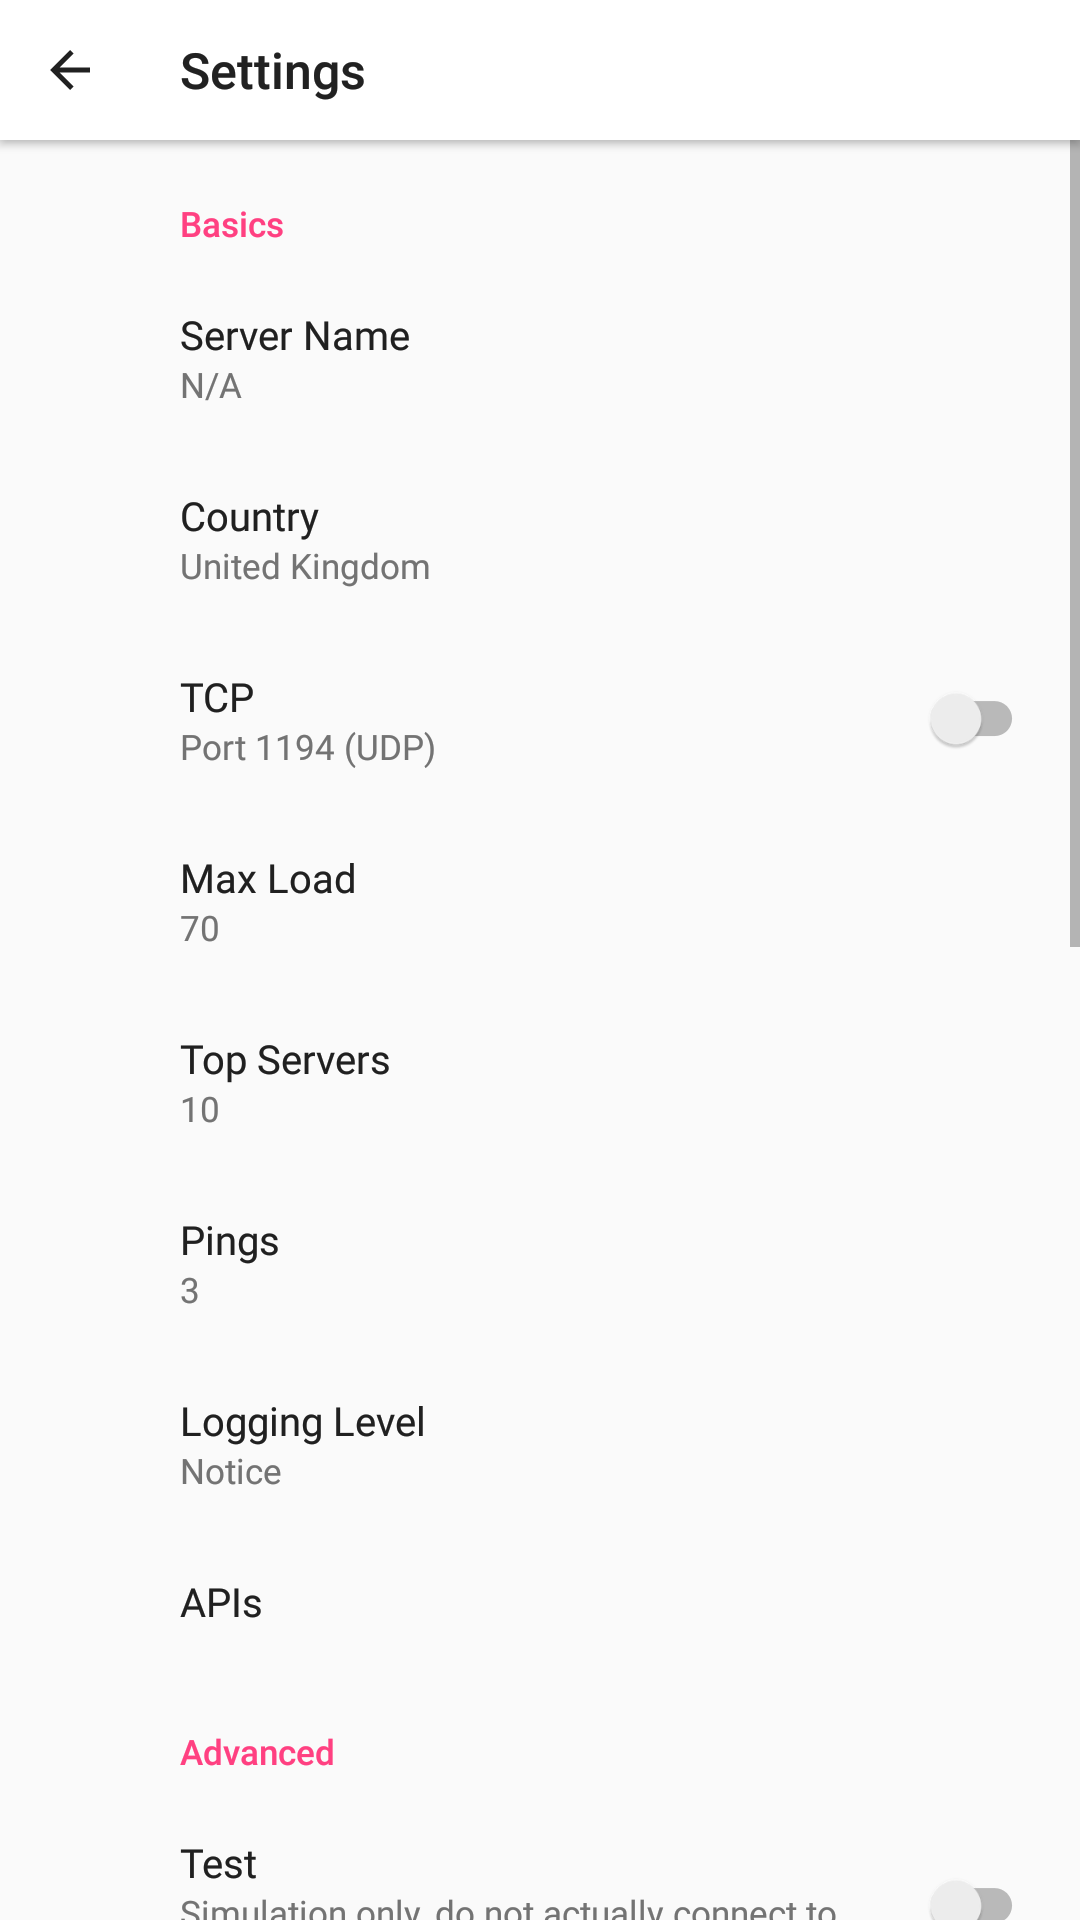 Settings
Basics
Server Name
N/A
Country
United Kingdom
TCP
Port 1194 (UDP)
Max Load
70
Top Servers
10
Pings
3
Logging Level
Notice
APIs
Advanced
Test
Simulation only, do not actually connect to